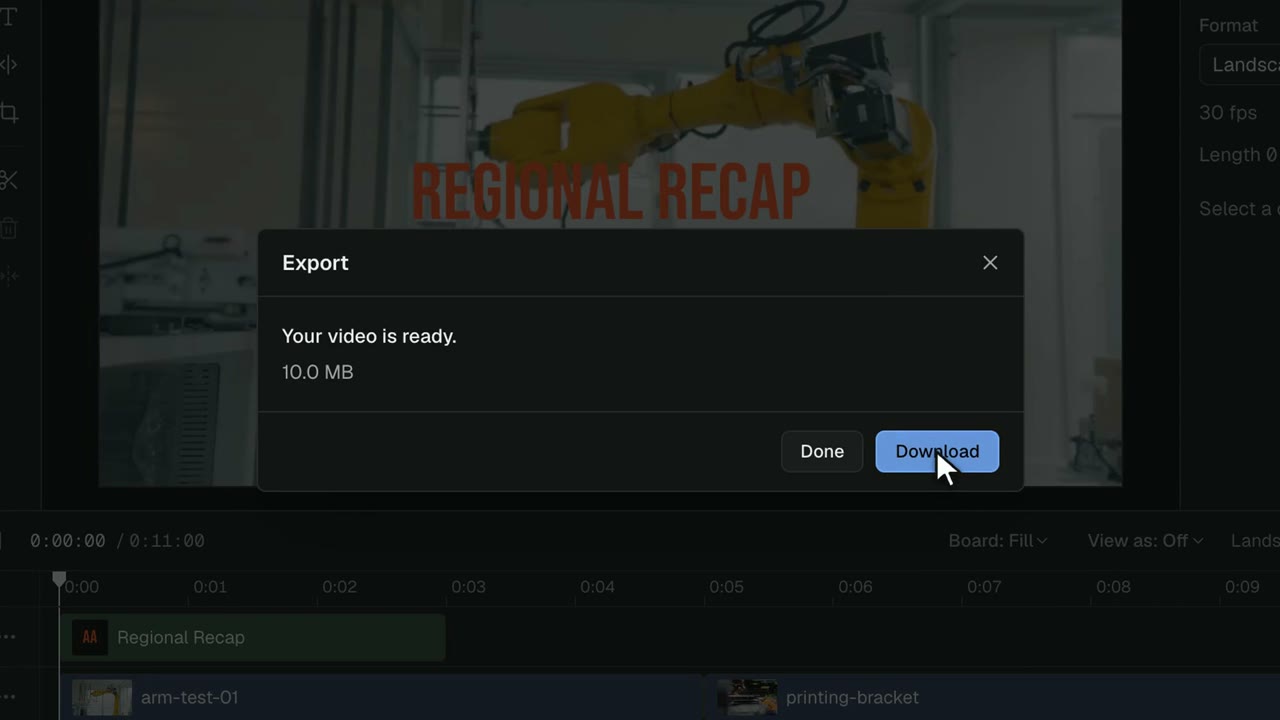 Format
Landsca
30 fps
Length 0
Select a
REGIONAL RECAP
Export
Your video is ready.
10.0 MB
Done
Download
0:00:00 / 0:11:00
Board: Fill
View as: Off
Lands
0:00
0:01
0:02
0:03
0:04
0:05
0:06
0:07
0:08
0:09
AA
Regional Recap
arm-test-01
printing-bracket